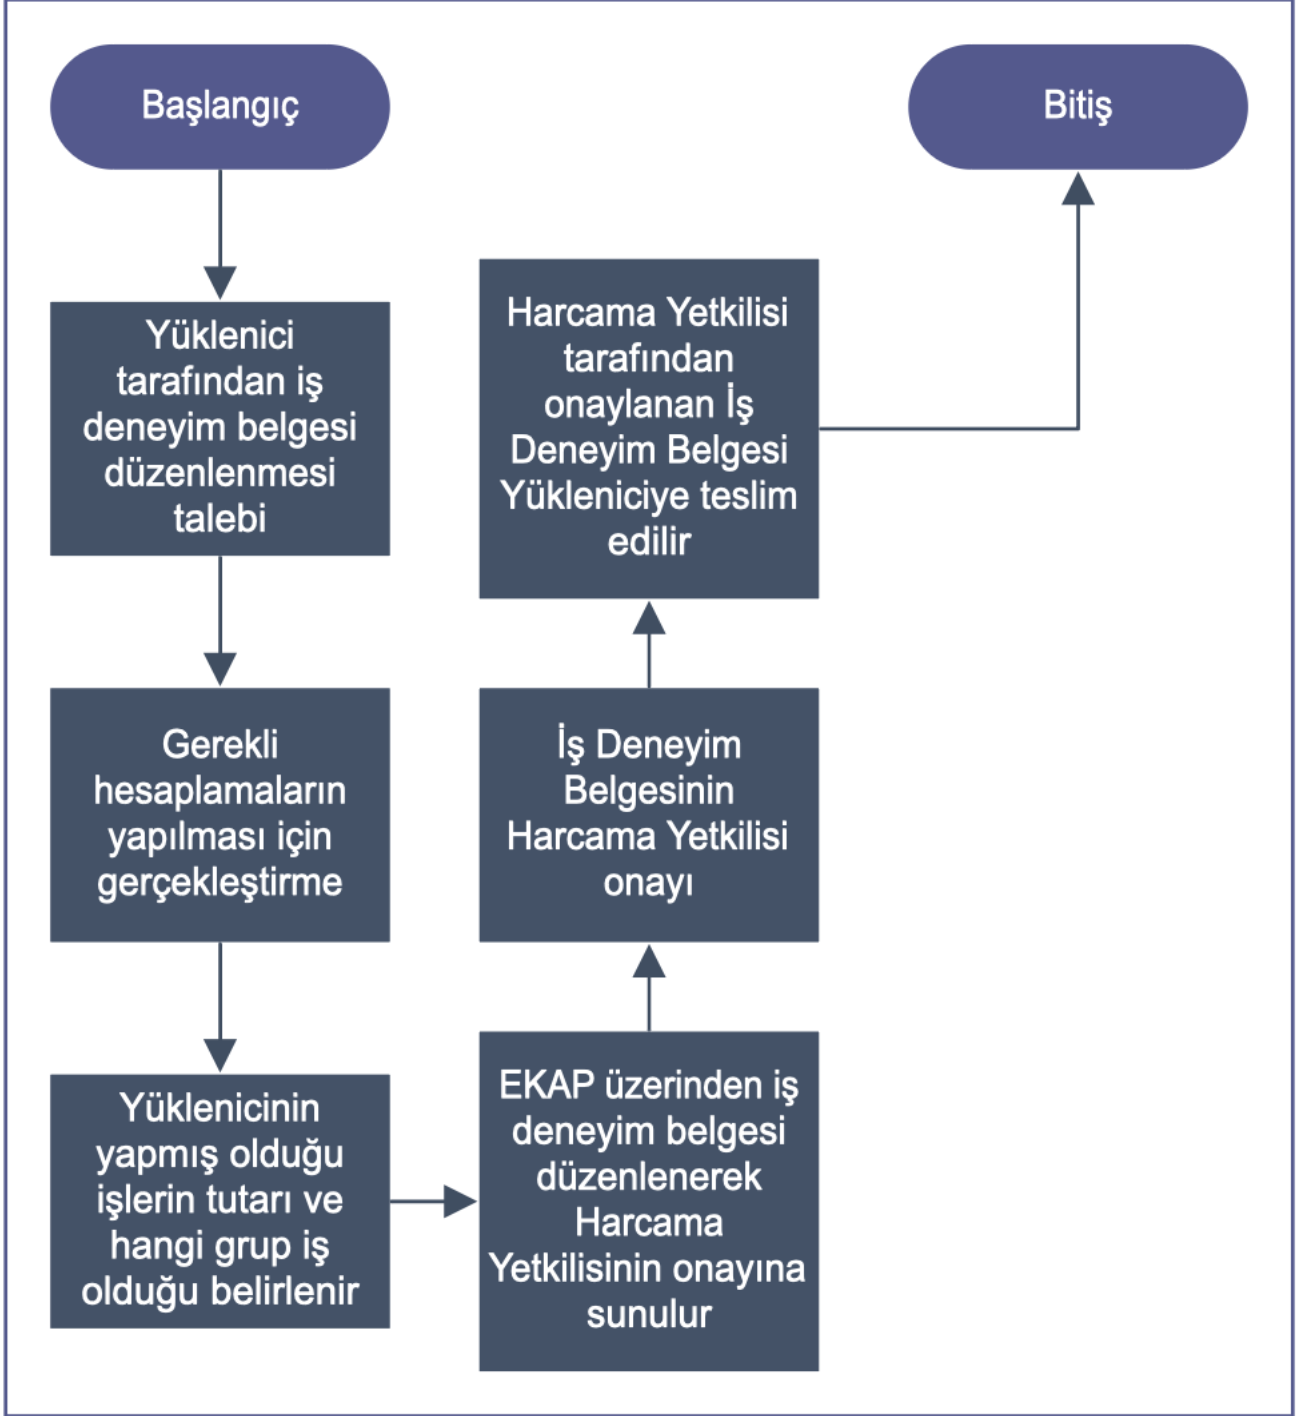 Başlangıç
Yüklenici
tarafından iş
deneyim belgesi
düzenlenmesi
talebi
Gerekli
hesaplamaların
yapılması için
gerçekleştirme
Yüklenicinin
yapmış olduğu
işlerin tutarı ve
hangi grup iş
olduğu belirlenir
EKAP üzerinden iş
deneyim belgesi
düzenlenerek
Harcama
Yetkilisinin onayına
sunulur
İş Deneyim
Belgesinin
Harcama Yetkilisi
onayı
Harcama Yetkilisi
tarafından
onaylanan İş
Deneyim Belgesi
Yükleniciye teslim
edilir
Bitiş